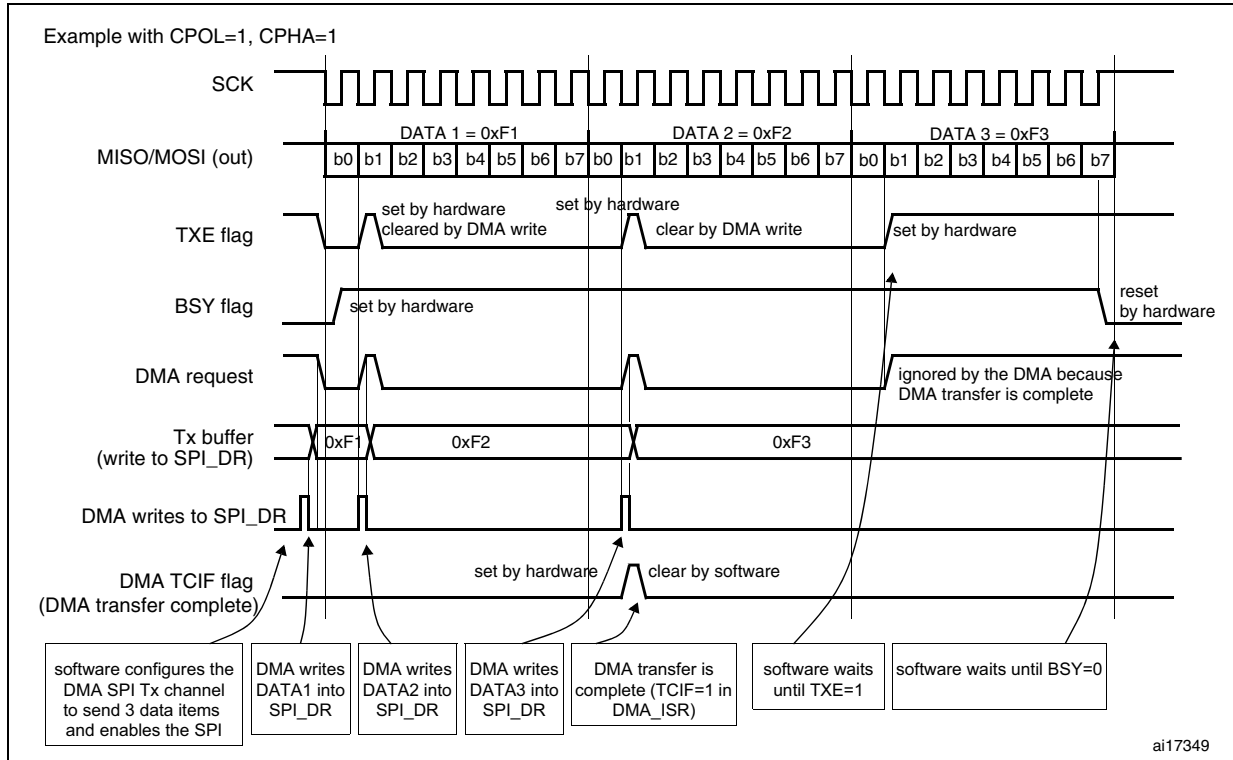 Example with CPOL=1, CPHA=1
SCK
DATA 1 = 0xF1
DATA 2 = 0xF2
DATA 3 = 0xF3
MISO/MOSI (out)
b0 b1 b2 b3 b4 b5 b6 b7 b0 b1 b2 b3 b4 b5 b6 b7 b0 b1 b2 b3 b4 b5 b6 b7
TXE flag
set by hardware
cleared by DMA write
set by hardware
clear by DMA write
set by hardware
BSY flag
set by hardware
reset
by hardware
DMA request
ignored by the DMA because
DMA transfer is complete
Tx buffer
(write to SPI_DR)
0xF1
0xF2
0xF3
DMA writes to SPI_DR
DMA TCIF flag
(DMA transfer complete)
set by hardware
clear by software
software configures the
DMA SPI Tx channel
to send 3 data items
and enables the SPI
DMA writes
DATA1 into
SPI_DR
DMA writes
DATA2 into
SPI_DR
DMA writes
DATA3 into
SPI_DR
DMA transfer is
complete (TCIF=1 in
DMA_ISR)
software waits
until TXE=1
software waits until BSY=0
ai17349